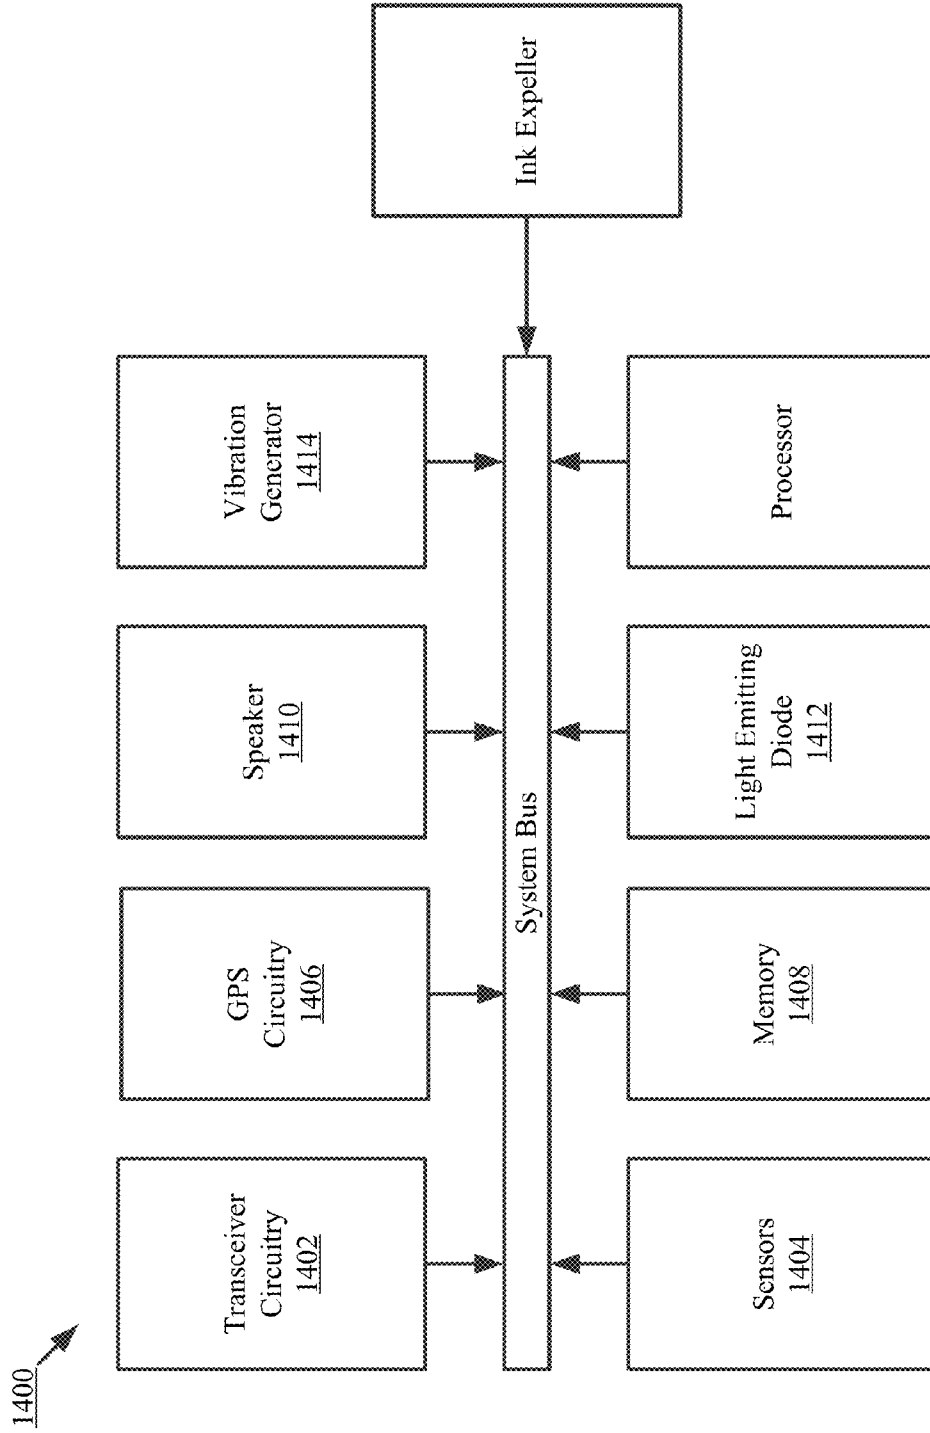 1400
Transceiver
Circuitry
1402
GPS
Circuitry
1406
Speaker
1410
Vibration
Generator
1414
System Bus
Ink Expeller
Sensors
1404
Memory
1408
Light Emitting
Diode
1412
Processor